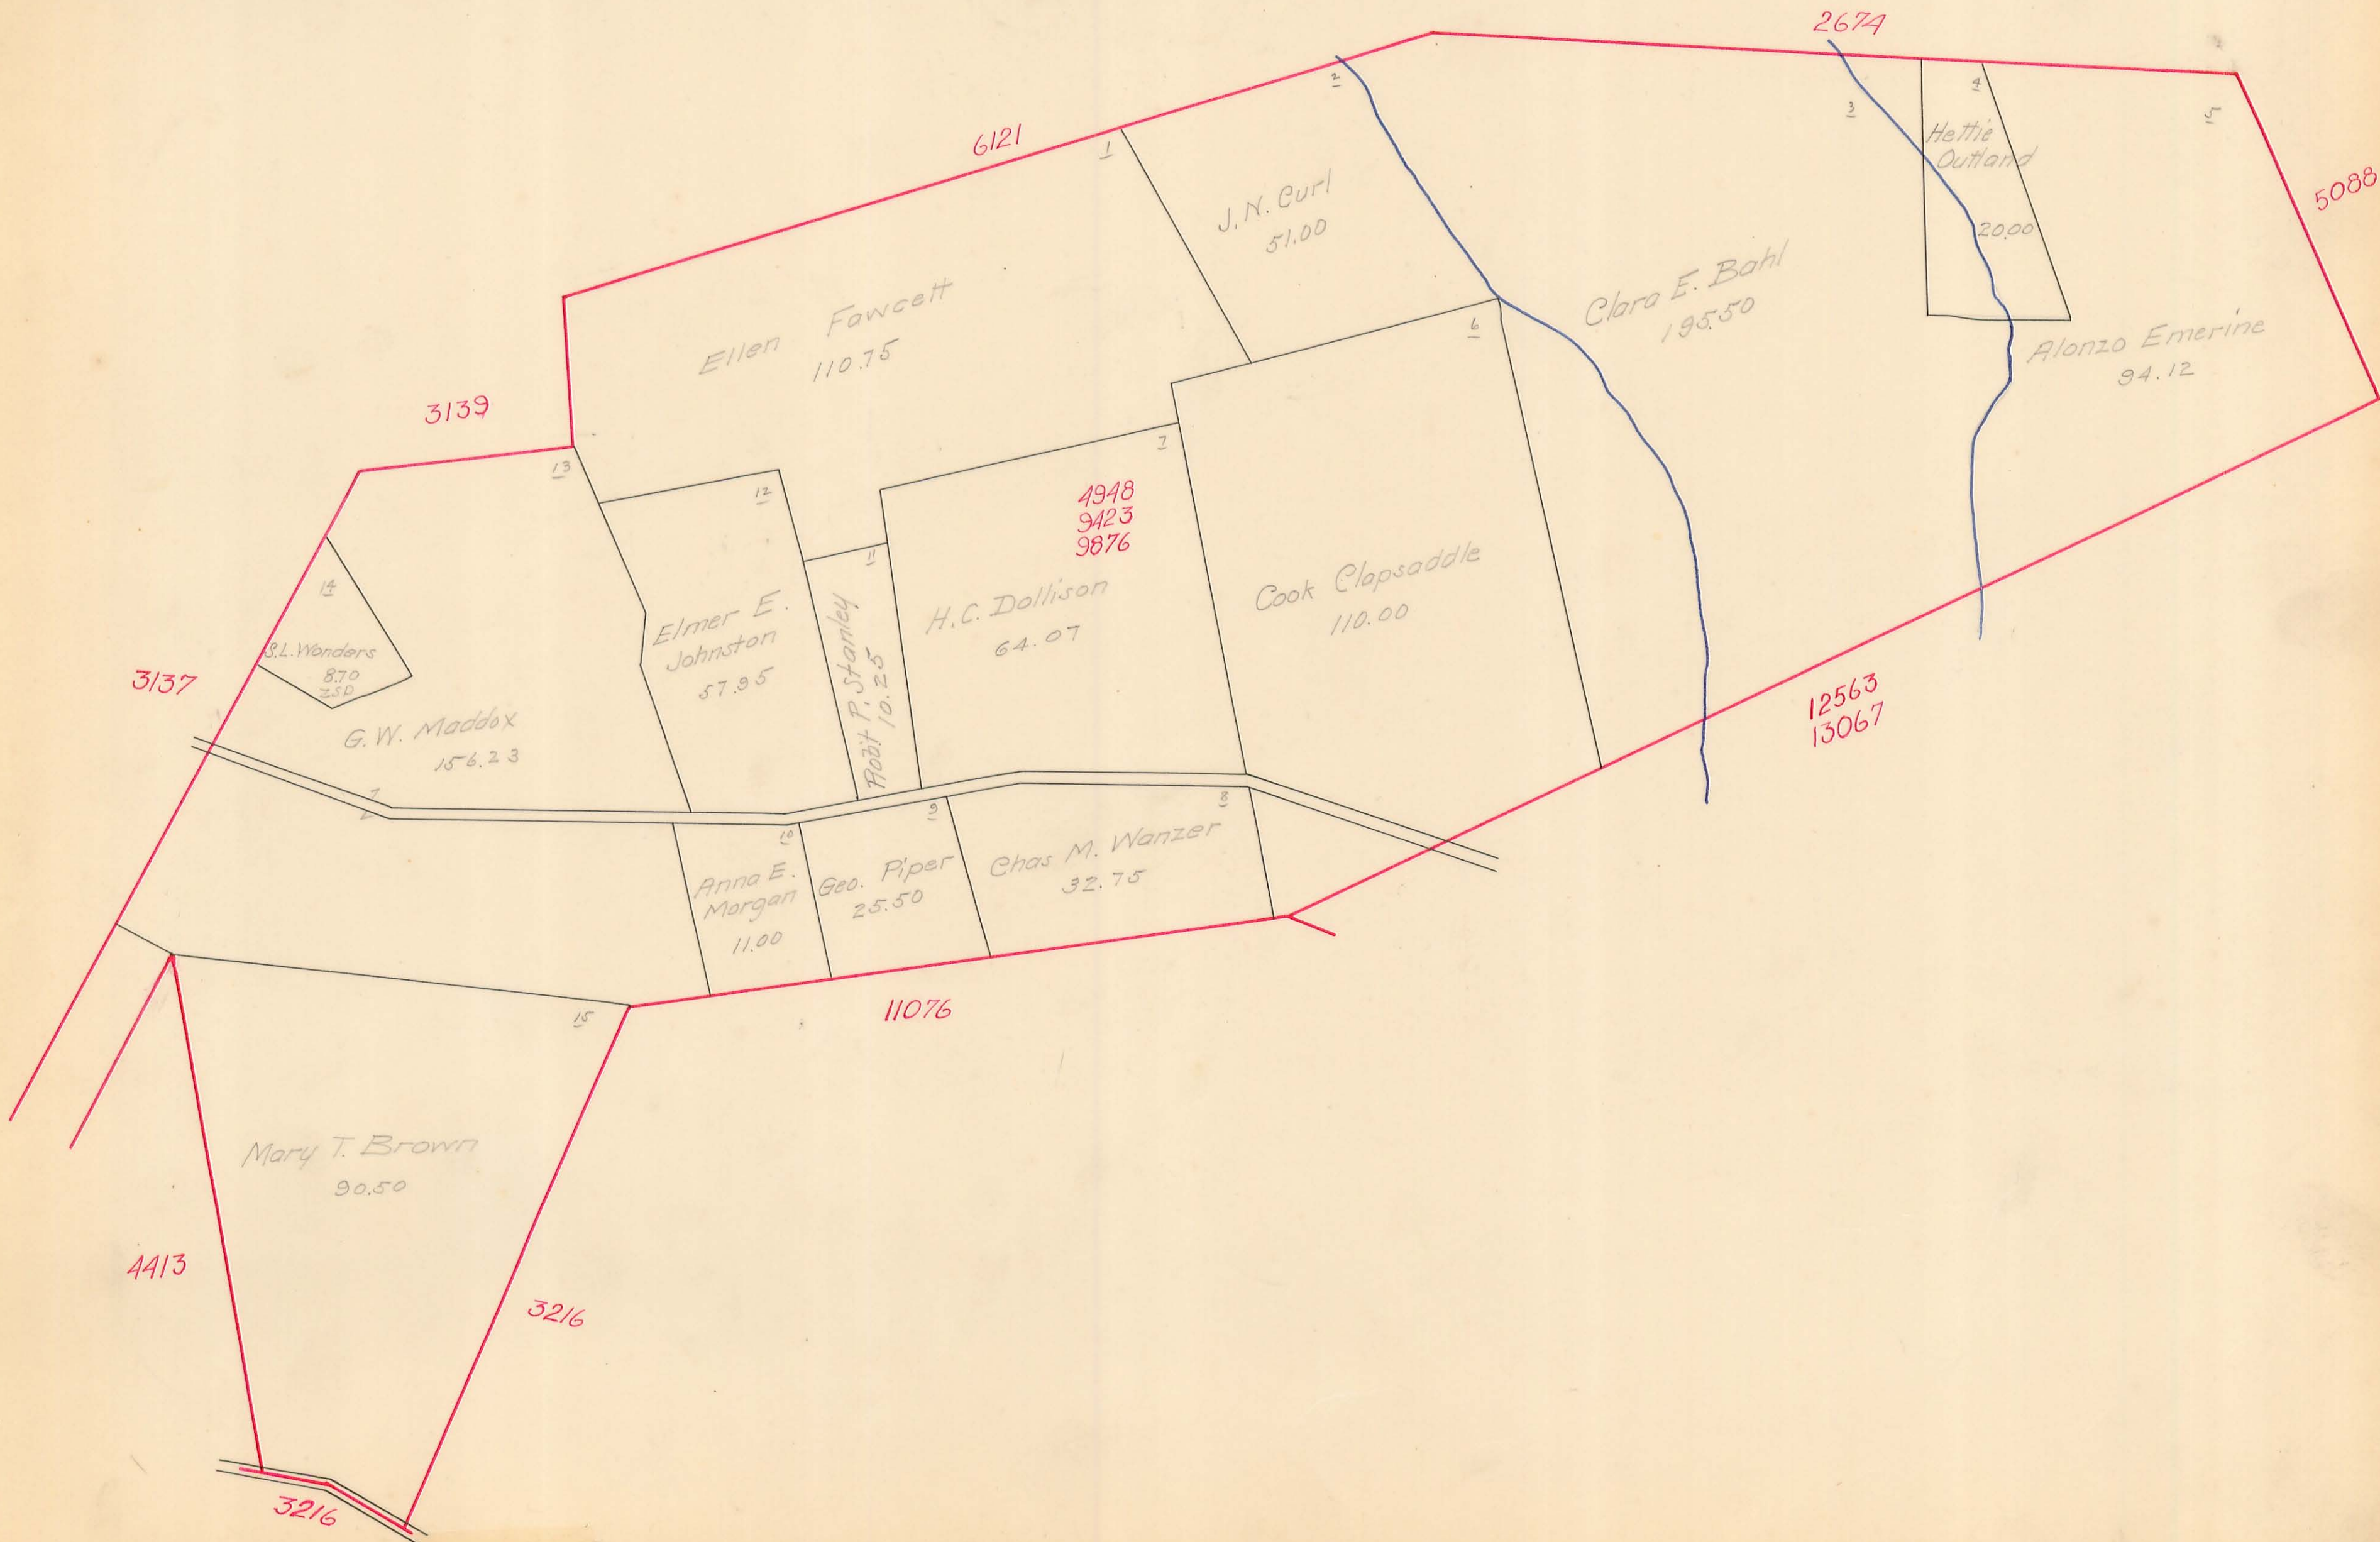 2674
2
3
4
5
Hettie
Outland
20.00
5088
6121
1
J. N. Curl
51.00
Clara E. Bahl
195.50
Alonzo Emerine
94.12
Ellen Fawcett
110.75
6
7
3139
13
12
11
4948
9423
9876
14
S.L. Wonders
8.70
3137
G. W. Maddox
156.23
Z
Elmer E.
Johnston
57.95
Robt P. Stanley
10.25
H.C. Dollison
64.07
Cook Clapsaddle
110.00
12563
13067
10
9
8
Anna E.
Morgan
11.00
Geo. Piper
25.50
Chas M. Wanzer
32.75
11076
15
Mary T. Brown
90.50
4413
3216
3216